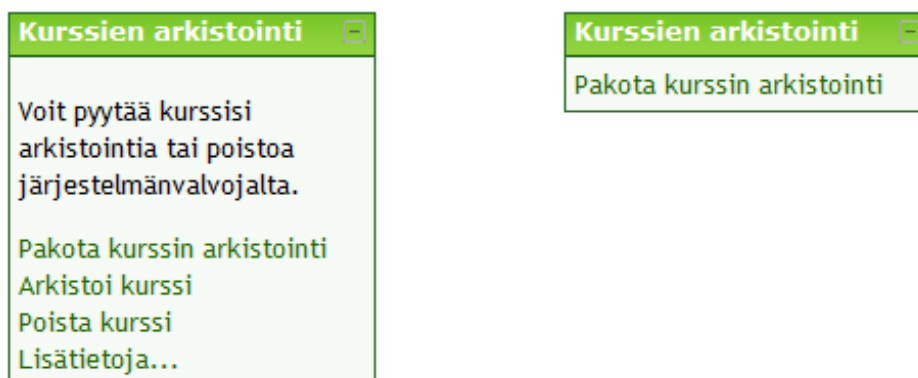 Kurssien arkistointi
Voit pyytää kurssisi
arkistointia tai poistoa
järjestelmänvalvojalta.
Pakota kurssin arkistointi
Arkistoi kurssi
Poista kurssi
Lisätietoja...
Kurssien arkistointi
Pakota kurssin arkistointi